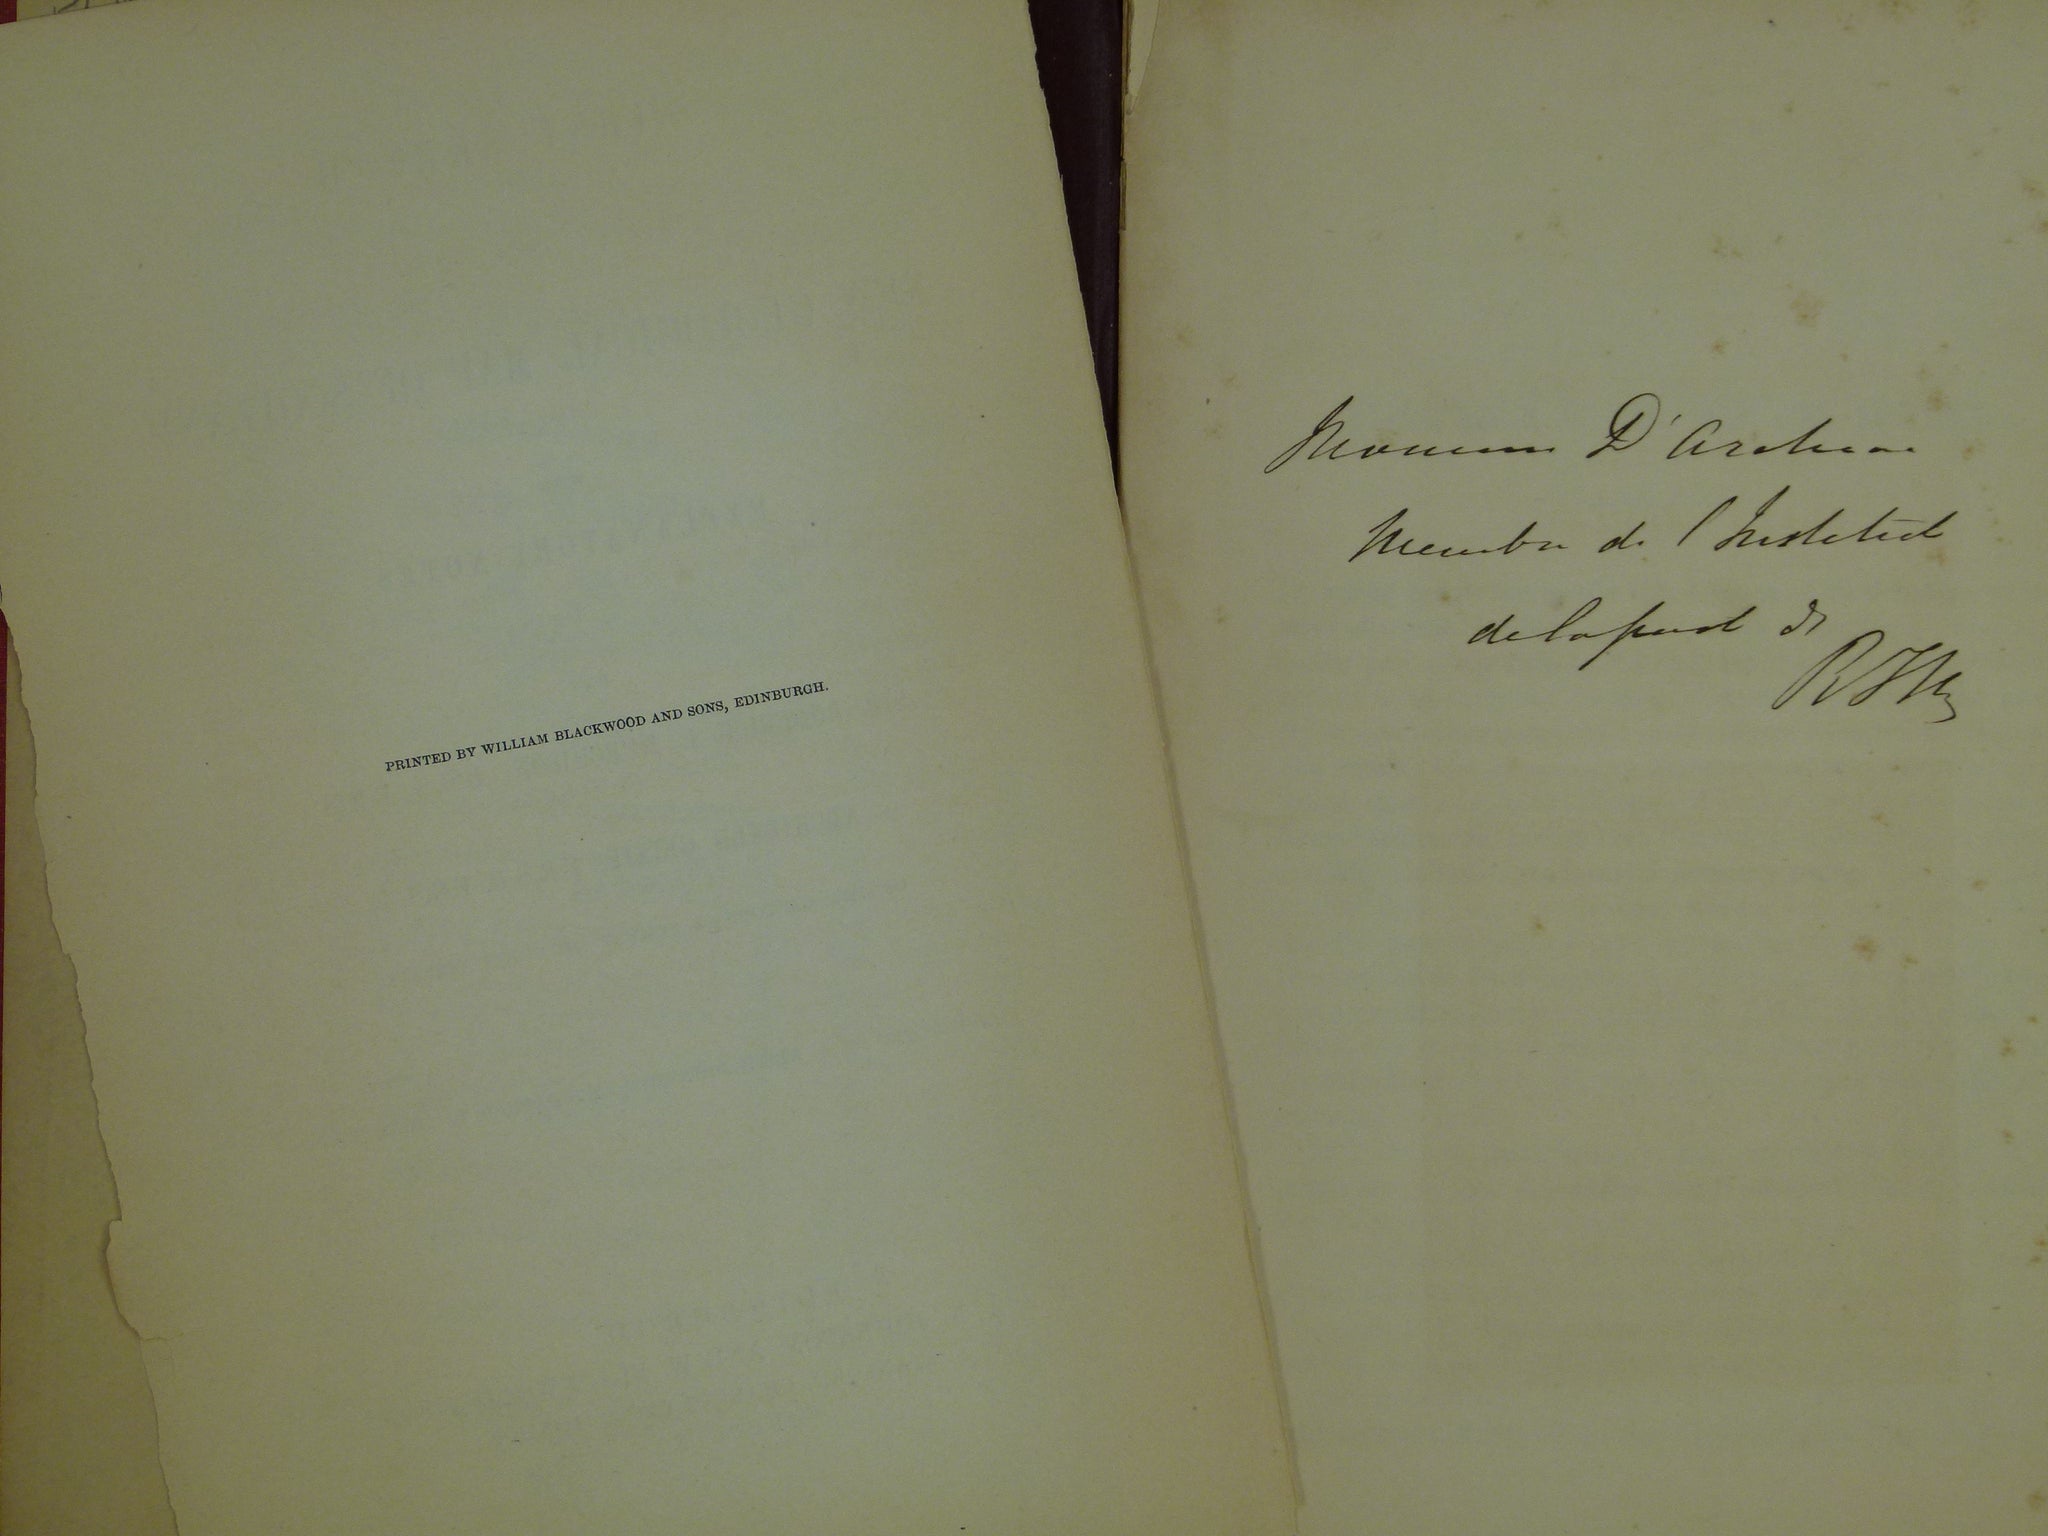 PRINTED BY WILLIAM BLACKWOOD AND SONS, EDINBURGH.
Monsieur D'Archiac
Membre de l'Institut
de la part de